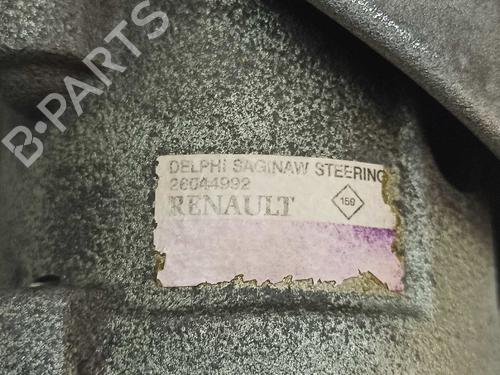 B-PARTS
DELPHI SAGINAW STEERING
26044992
RENAULT
159